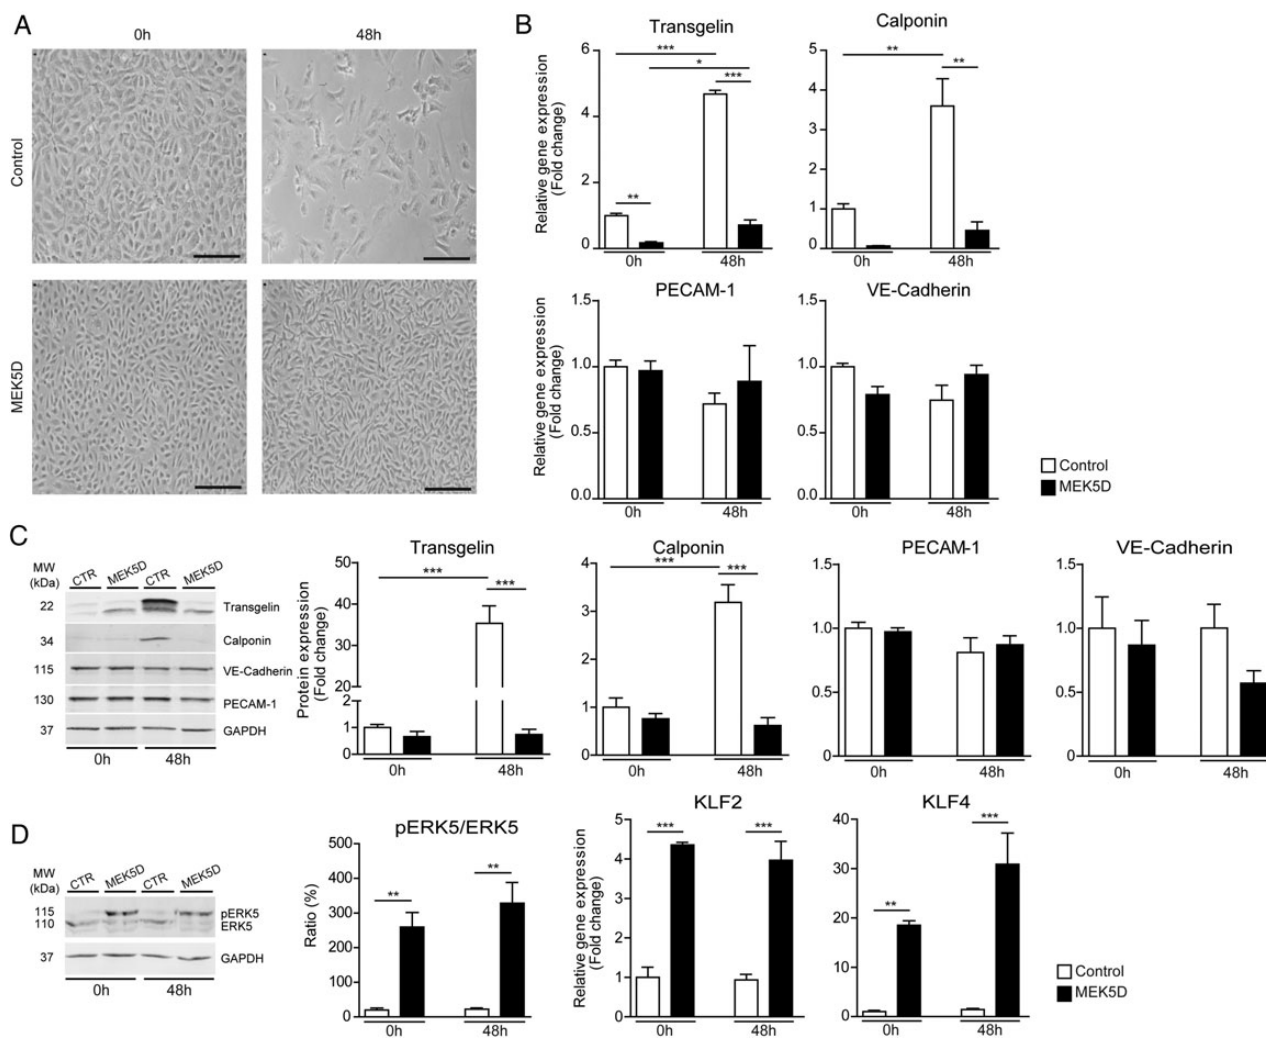 A
0h
48h
Control
MEK5D
B
Transgelin
Relative gene expression
(Fold change)
6
4
2
0
***
*
***
**
0h
48h
Calponin
5
4
3
2
1
0
**
**
0h
48h
PECAM-1
Relative gene expression
(Fold change)
1.5
1.0
0.5
0.0
0h
48h
VE-Cadherin
1.5
1.0
0.5
0.0
0h
48h
Control
MEK5D
C
MW
(kDa)
CTR
MEK5D
CTR
MEK5D
22
Transgelin
34
Calponin
115
VE-Cadherin
130
PECAM-1
37
GAPDH
0h
48h
Transgelin
Protein expression
(Fold change)
50
40
30
20
2
1
0
***
***
0h
48h
Calponin
4
3
2
1
0
***
***
0h
48h
PECAM-1
1.5
1.0
0.5
0
0h
48h
VE-Cadherin
1.5
1.0
0.5
0
0h
48h
D
MW
(kDa)
CTR
MEK5D
CTR
MEK5D
115
pERK5
110
ERK5
37
GAPDH
0h
48h
pERK5/ERK5
Ratio (%)
500
400
300
200
100
0
**
**
0h
48h
KLF2
Relative gene expression
(Fold change)
5
4
3
2
1
0
***
***
0h
48h
KLF4
40
30
20
10
0
**
***
0h
48h
Control
MEK5D